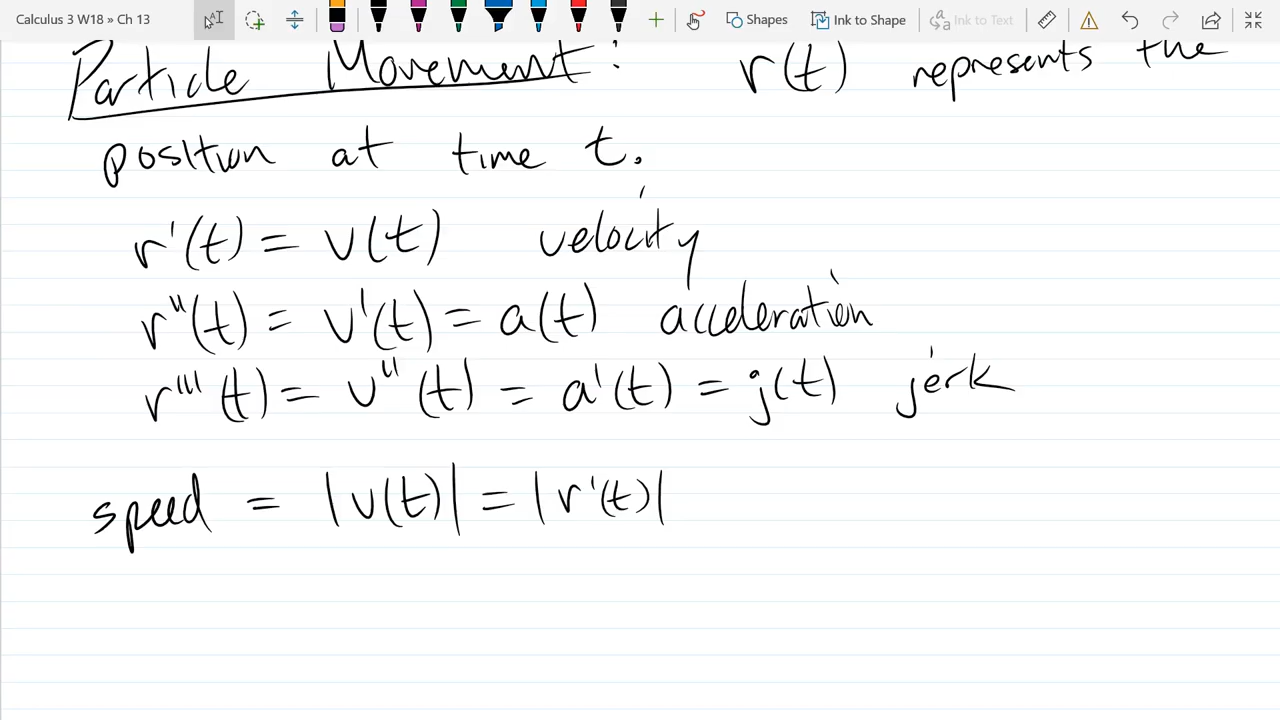 Calculus 3 W18 » Ch 13
Shapes Ink to Shape Ink to Text
Particle Movement: r(t) represents the
position at time t.
r'(t) = v(t) velocity
r''(t) = v'(t) = a(t) acceleration
r'''(t) = v''(t) = a'(t) = j(t) jerk
speed = |v(t)| = |r'(t)|